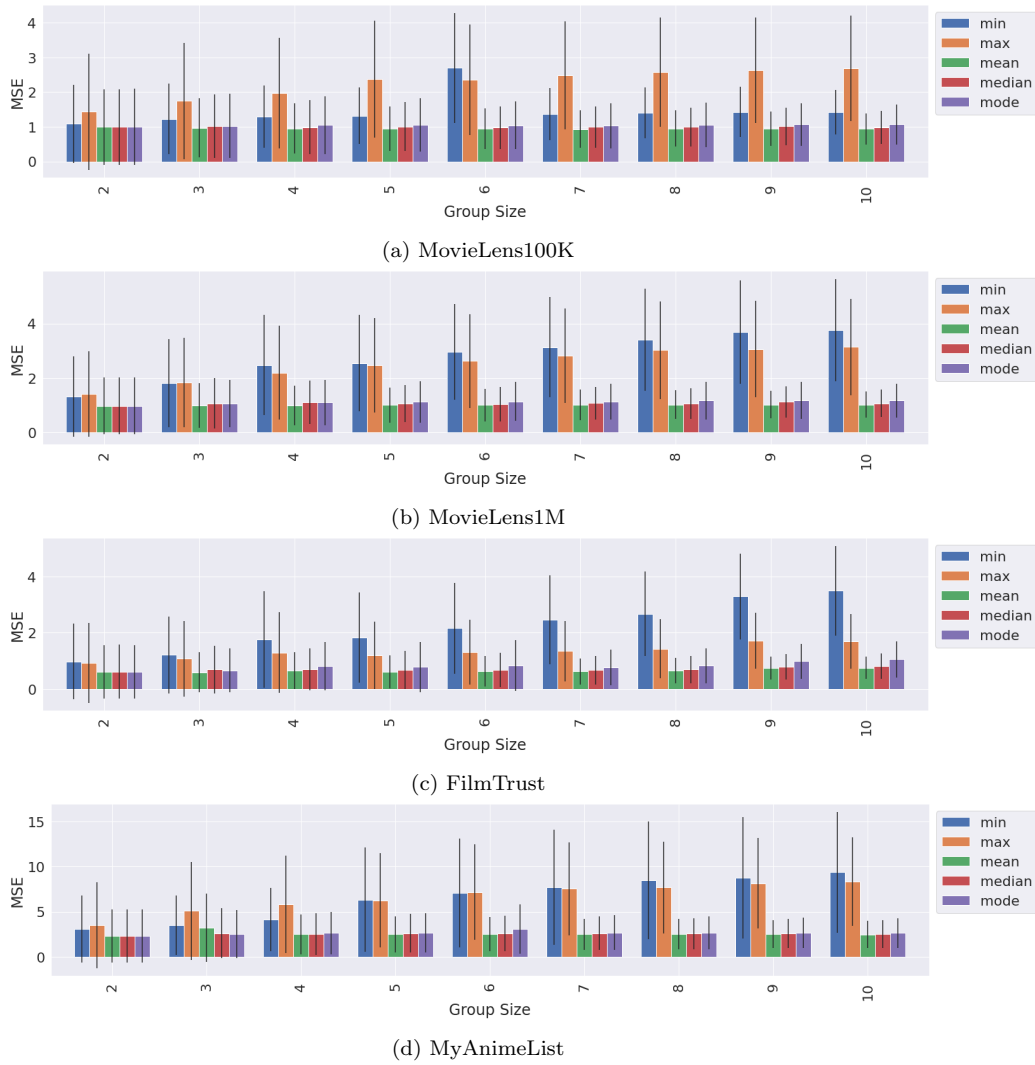 4
3
2
1
0
MSE
2 3 4 5 6 7 8 9 10
Group Size
min
max
mean
median
mode
(a) MovieLens100K
4
2
0
MSE
2 3 4 5 6 7 8 9 10
Group Size
min
max
mean
median
mode
(b) MovieLens1M
4
2
0
MSE
2 3 4 5 6 7 8 9 10
Group Size
min
max
mean
median
mode
(c) FilmTrust
15
10
5
0
MSE
2 3 4 5 6 7 8 9 10
Group Size
min
max
mean
median
mode
(d) MyAnimeList